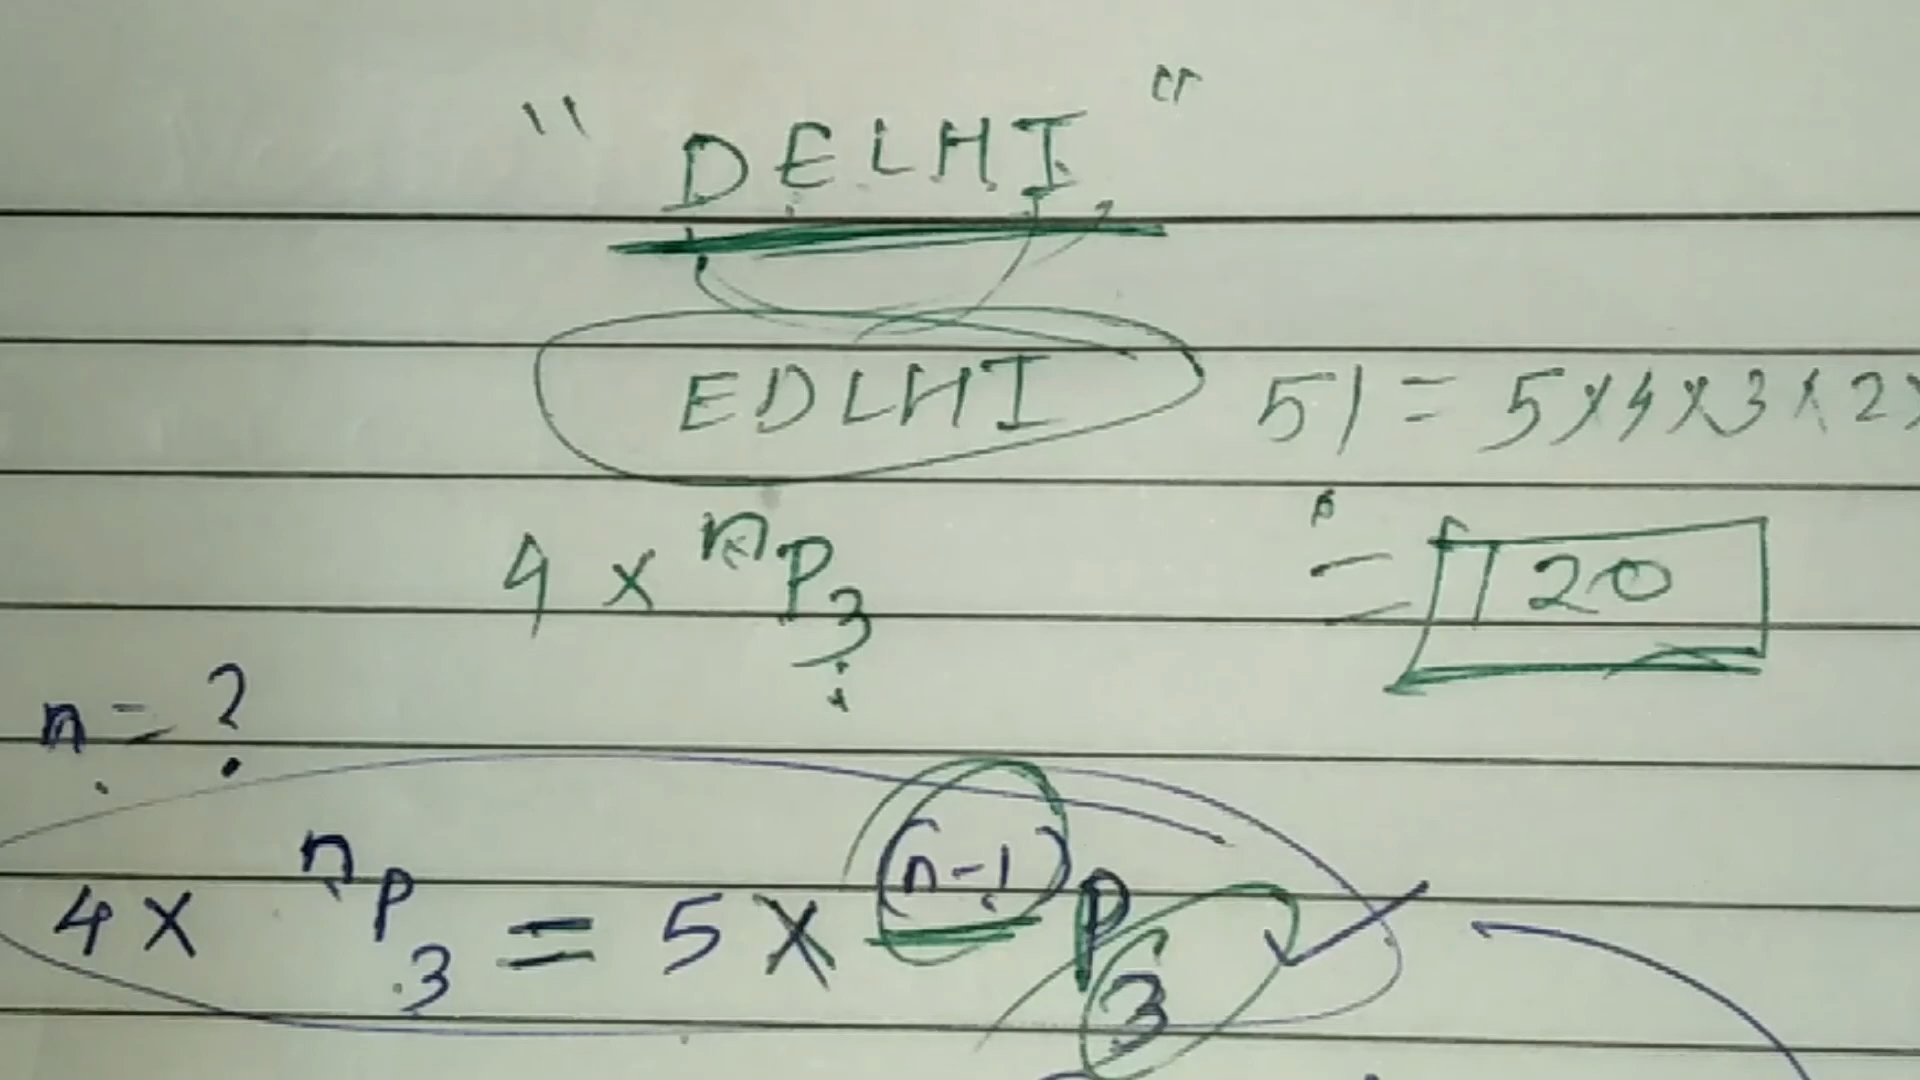 "DELHI"
EDLHI 5! = 5×4×3×2×
4 × ⁿP₃ = 120
n = ?
4 × ⁿP₃ = 5 × ⁽ⁿ⁻¹⁾P₃